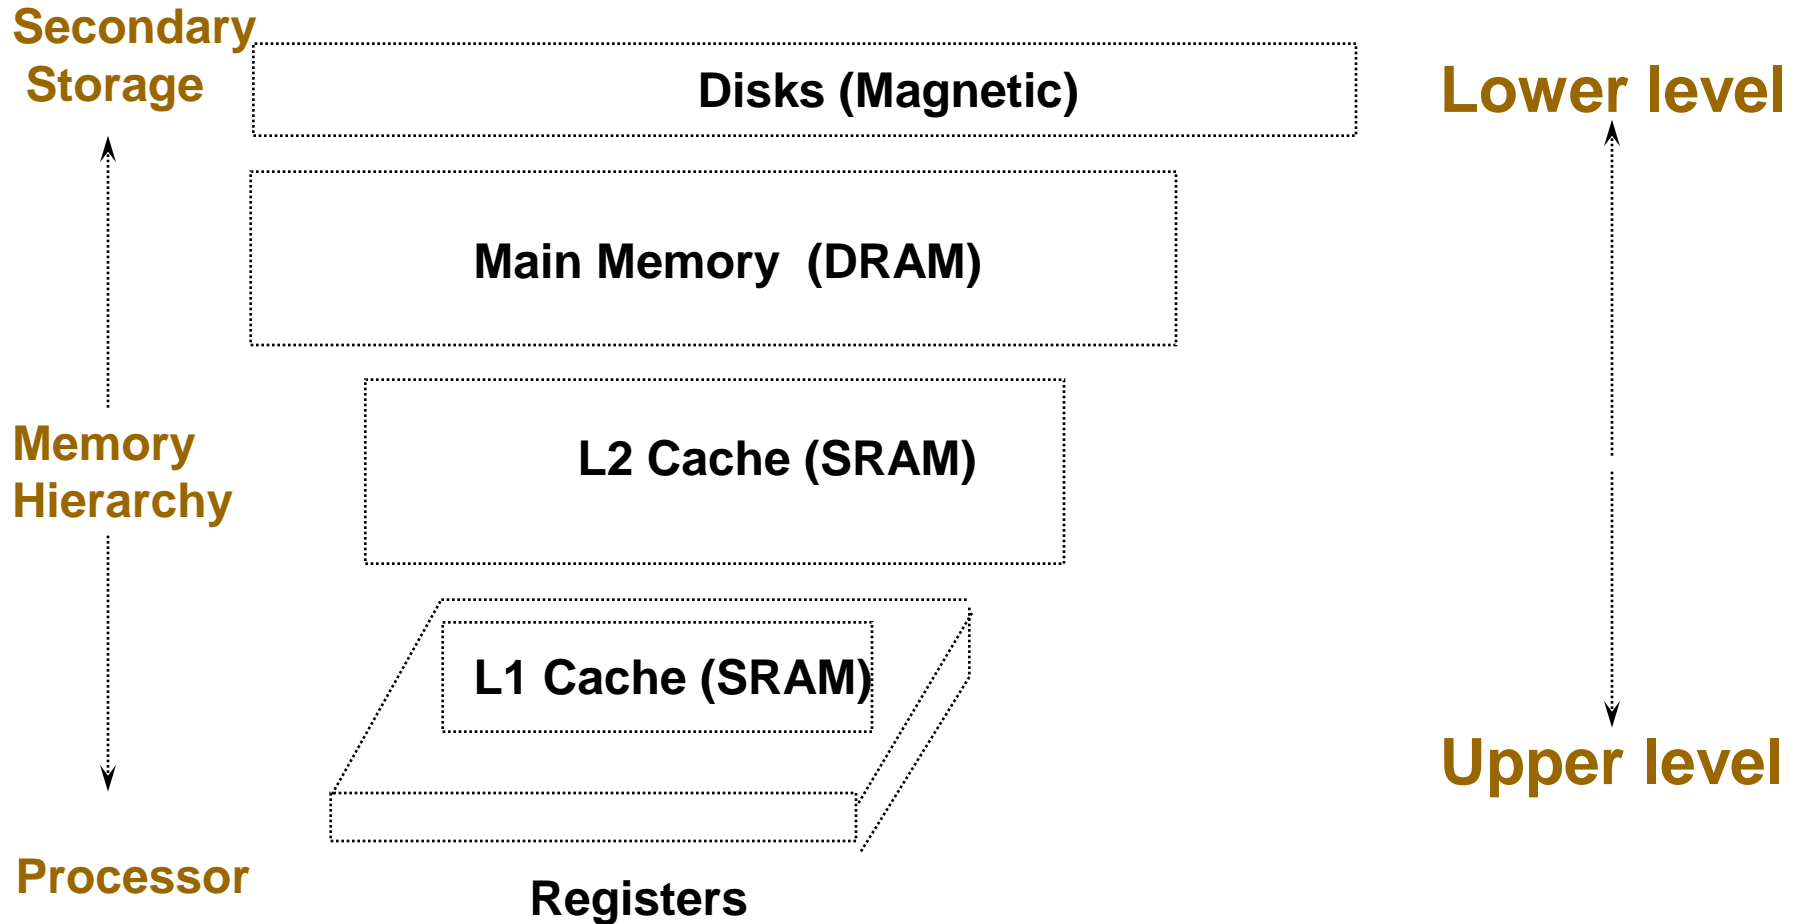 Secondary
Storage
Disks (Magnetic)
Lower level
Main Memory (DRAM)
Memory
Hierarchy
L2 Cache (SRAM)
L1 Cache (SRAM)
Upper level
Processor
Registers